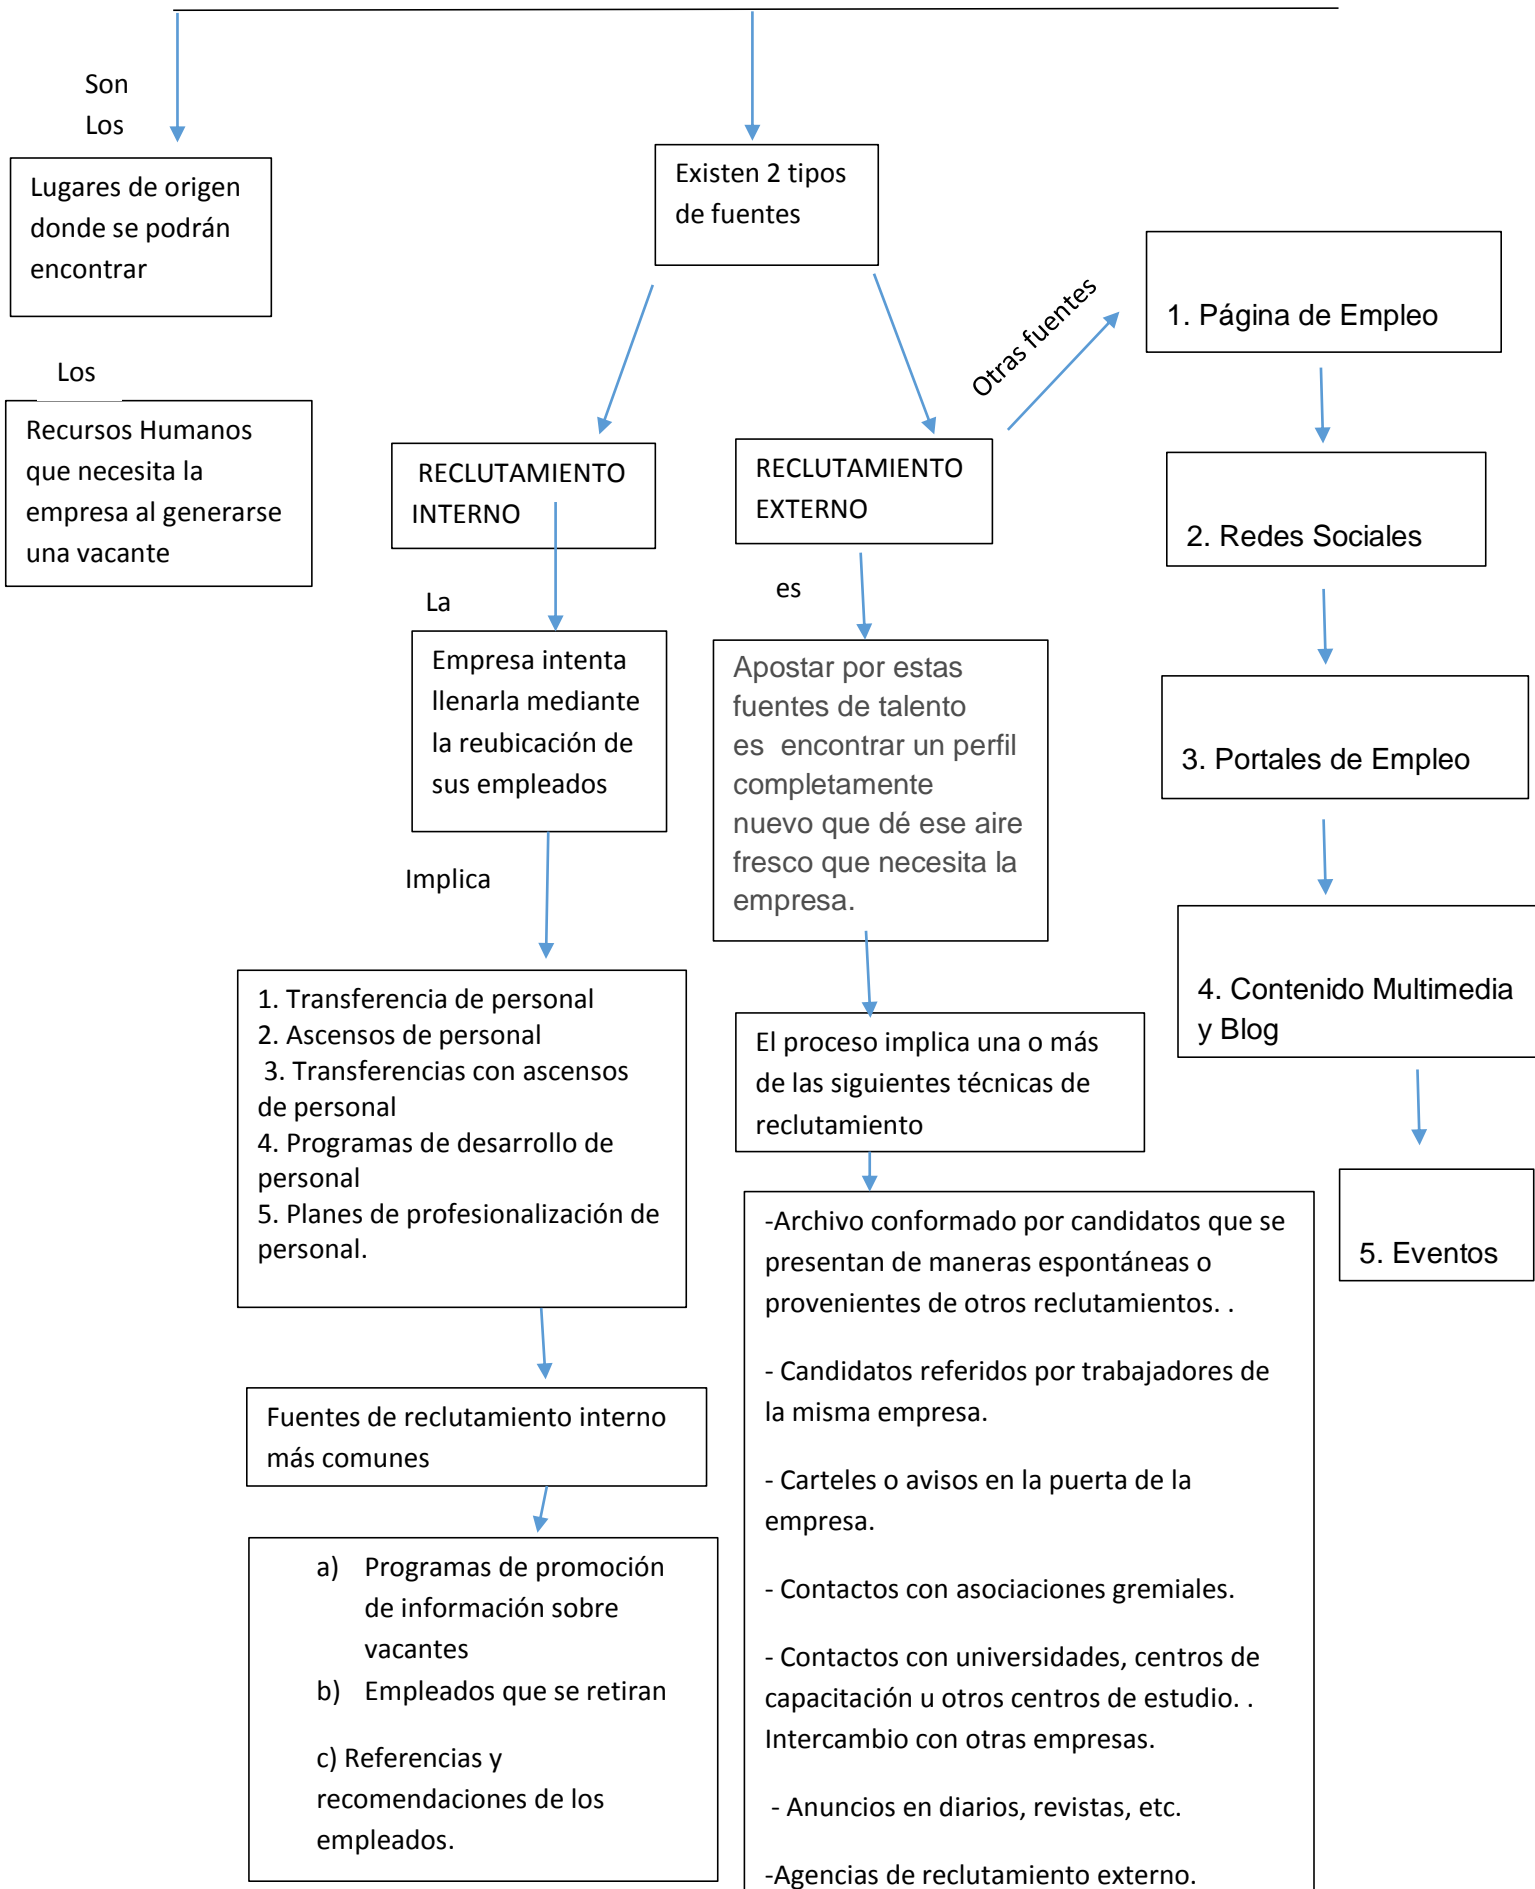 Son
Los
Lugares de origen
donde se podrán
encontrar
Los
Recursos Humanos
que necesita la
empresa al generarse
una vacante
Existen 2 tipos
de fuentes
RECLUTAMIENTO
INTERNO
La
Empresa intenta
llenarla mediante
la reubicación de
sus empleados
Implica
1. Transferencia de personal
2. Ascensos de personal
3. Transferencias con ascensos
de personal
4. Programas de desarrollo de
personal
5. Planes de profesionalización de
personal.
Fuentes de reclutamiento interno
más comunes
a) Programas de promoción
de información sobre
vacantes
b) Empleados que se retiran
c) Referencias y
recomendaciones de los
empleados.
RECLUTAMIENTO
EXTERNO
es
Apostar por estas
fuentes de talento
es encontrar un perfil
completamente
nuevo que dé ese aire
fresco que necesita la
empresa.
El proceso implica una o más
de las siguientes técnicas de
reclutamiento
-Archivo conformado por candidatos que se
presentan de maneras espontáneas o
provenientes de otros reclutamientos. .
- Candidatos referidos por trabajadores de
la misma empresa.
- Carteles o avisos en la puerta de la
empresa.
- Contactos con asociaciones gremiales.
- Contactos con universidades, centros de
capacitación u otros centros de estudio. .
Intercambio con otras empresas.
- Anuncios en diarios, revistas, etc.
-Agencias de reclutamiento externo.
Otras fuentes
1. Página de Empleo
2. Redes Sociales
3. Portales de Empleo
4. Contenido Multimedia
y Blog
5. Eventos